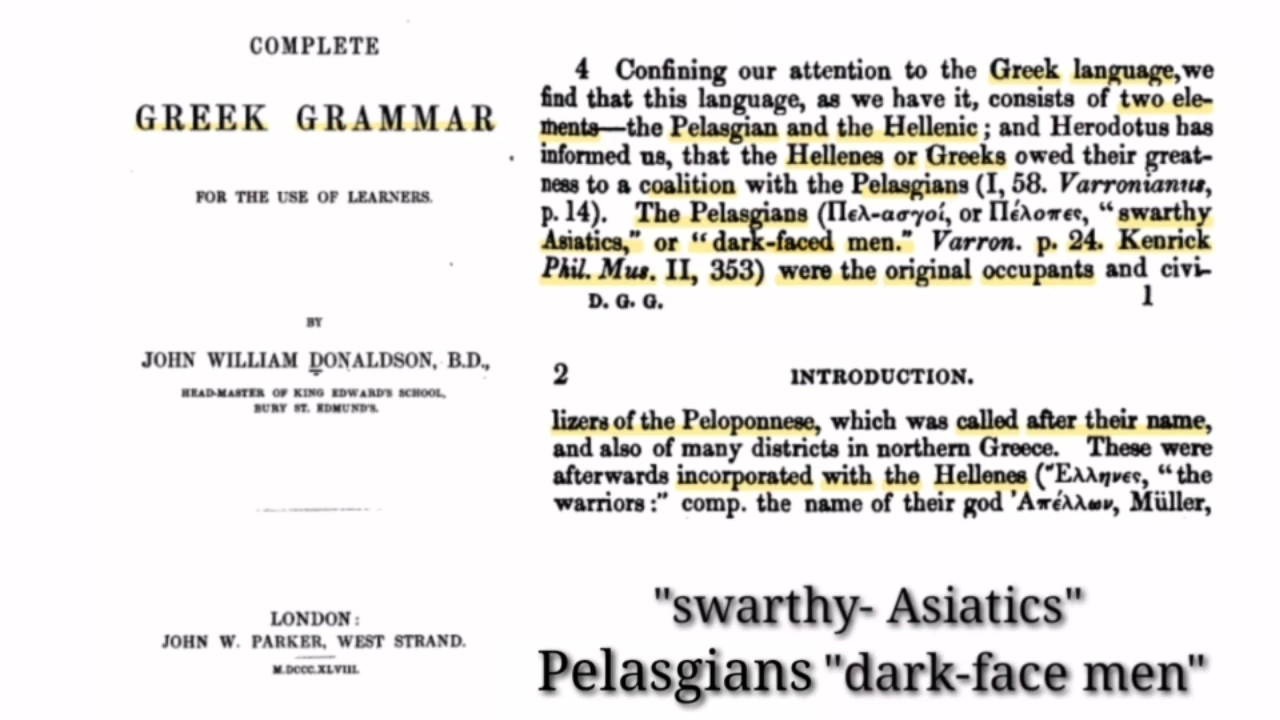 COMPLETE
GREEK GRAMMAR
FOR THE USE OF LEARNERS.
BY
JOHN WILLIAM DONALDSON, B.D.,
HEAD-MASTER OF KING EDWARD'S SCHOOL,
BURY ST. EDMUND'S.
LONDON:
JOHN W. PARKER, WEST STRAND.
M.DCCC.XLVIII.
4 Confining our attention to the Greek language, we
find that this language, as we have it, consists of two ele-
ments—the Pelasgian and the Hellenic; and Herodotus has
informed us, that the Hellenes or Greeks owed their great-
ness to a coalition with the Pelasgians (I, 58. Varronianus,
p. 14). The Pelasgians (Πελ-ασγοί, or Πέλοπες, "swarthy
Asiatics," or "dark-faced men." Varron. p. 24. Kenrick
Phil. Mus. II, 353) were the original occupants and civi-
D. G. G. 1
2 INTRODUCTION.
lizers of the Peloponnese, which was called after their name,
and also of many districts in northern Greece. These were
afterwards incorporated with the Hellenes (Ἕλληνες, "the
warriors:" comp. the name of their god Ἀπέλλων, Müller,
"swarthy- Asiatics"
Pelasgians "dark-face men"